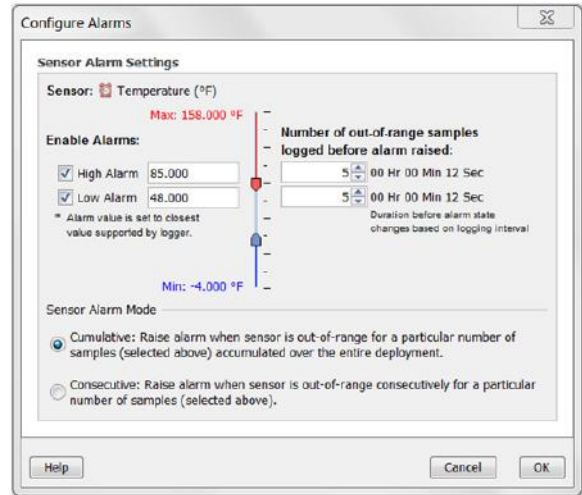 Configure Alarms
Sensor Alarm Settings
Sensor: Temperature (°F)
Max: 158.000 °F
Enable Alarms:
Number of out-of-range samples
logged before alarm raised:
High Alarm 85.000
5 00 Hr 00 Min 12 Sec
Low Alarm 48.000
5 00 Hr 00 Min 12 Sec
* Alarm value is set to closest
value supported by logger.
Duration before alarm state
changes based on logging interval
Min: -4.000 °F
Sensor Alarm Mode
Cumulative: Raise alarm when sensor is out-of-range for a particular number of
samples (selected above) accumulated over the entire deployment.
Consecutive: Raise alarm when sensor is out-of-range consecutively for a particular
number of samples (selected above).
Help
Cancel
OK